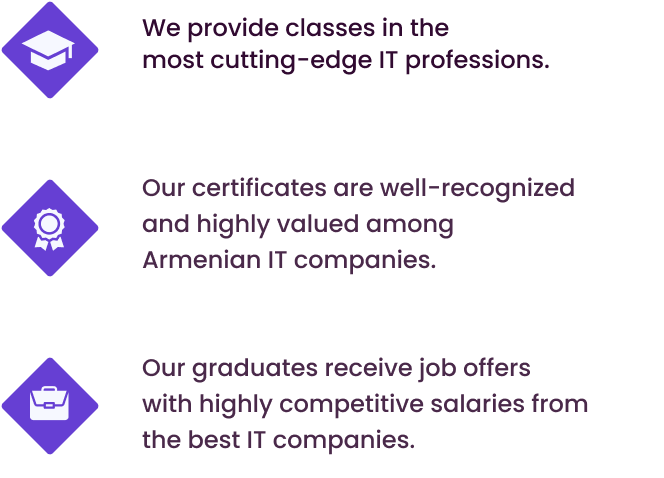 We provide classes in the
most cutting-edge IT professions.
Our certificates are well-recognized
and highly valued among
Armenian IT companies.
Our graduates receive job offers
with highly competitive salaries from
the best IT companies.